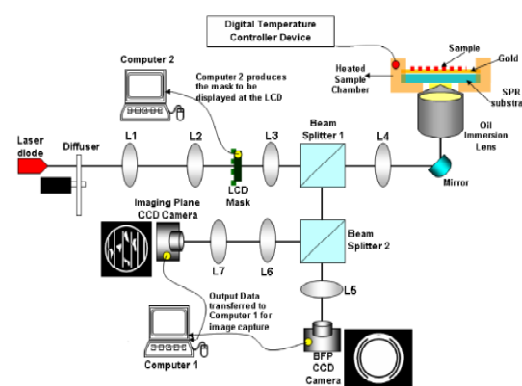 Digital Temperature
Controller Device
Sample
Gold
Heated
Sample
Chamber
SPR
substra
Oil
Immersion
Lens
Computer 2
Computer 2 produces
the mask to be
displayed at the LCD
Beam
Splitter 1
Laser
diode
Diffuser
L1
L2
L3
L4
LCD
Mask
Mirror
Imaging Plane
CCD Camera
Beam
Splitter 2
L7
L6
L5
Output Data
transferred to
Computer 1 for
image capture
Computer 1
BFP
CCD
Camera